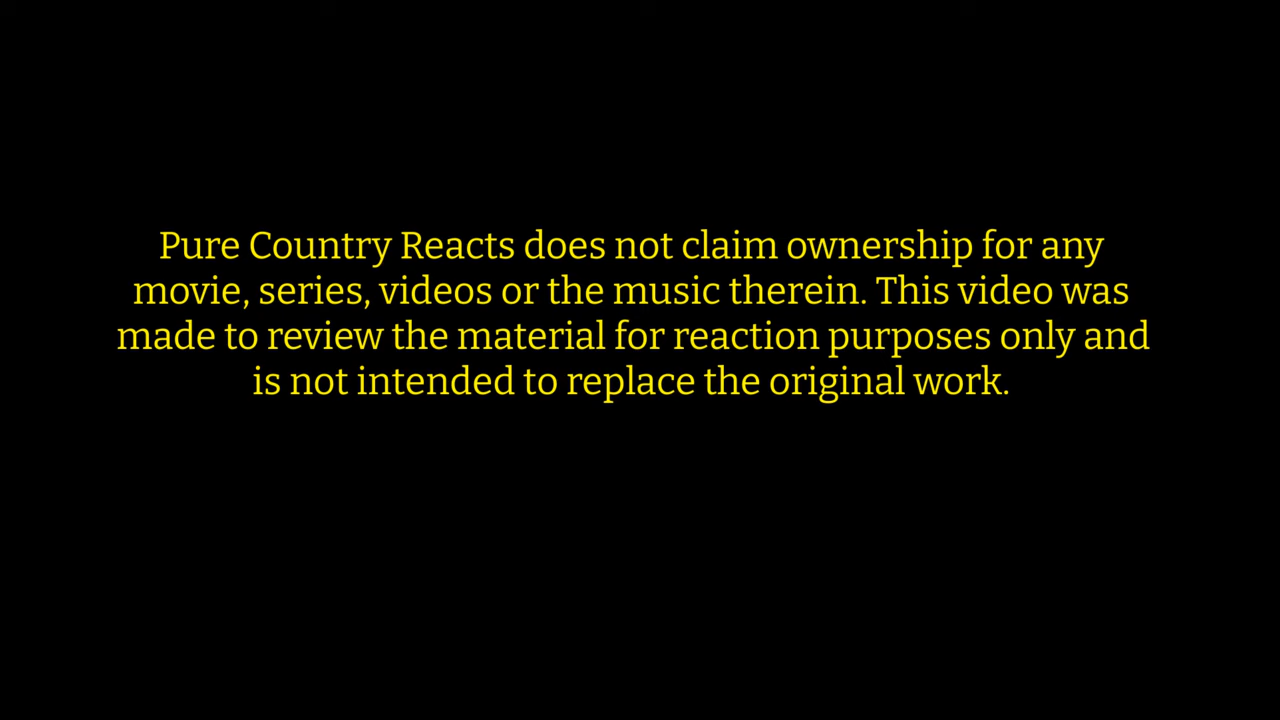 Pure Country Reacts does not claim ownership for any
movie, series, videos or the music therein. This video was
made to review the material for reaction purposes only and
is not intended to replace the original work.